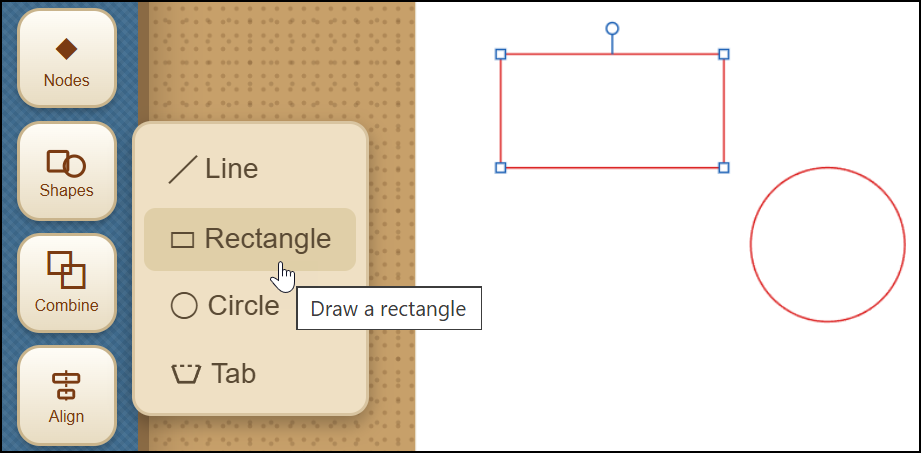 Nodes
Shapes
Combine
Align
Line
Rectangle
Circle
Tab
Draw a rectangle